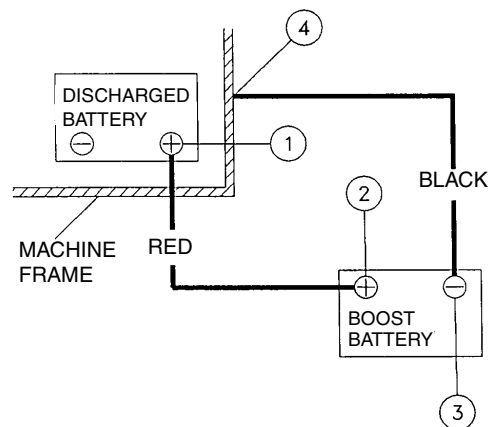 4
DISCHARGED
BATTERY
1
2
BLACK
MACHINE
FRAME
RED
BOOST
BATTERY
3